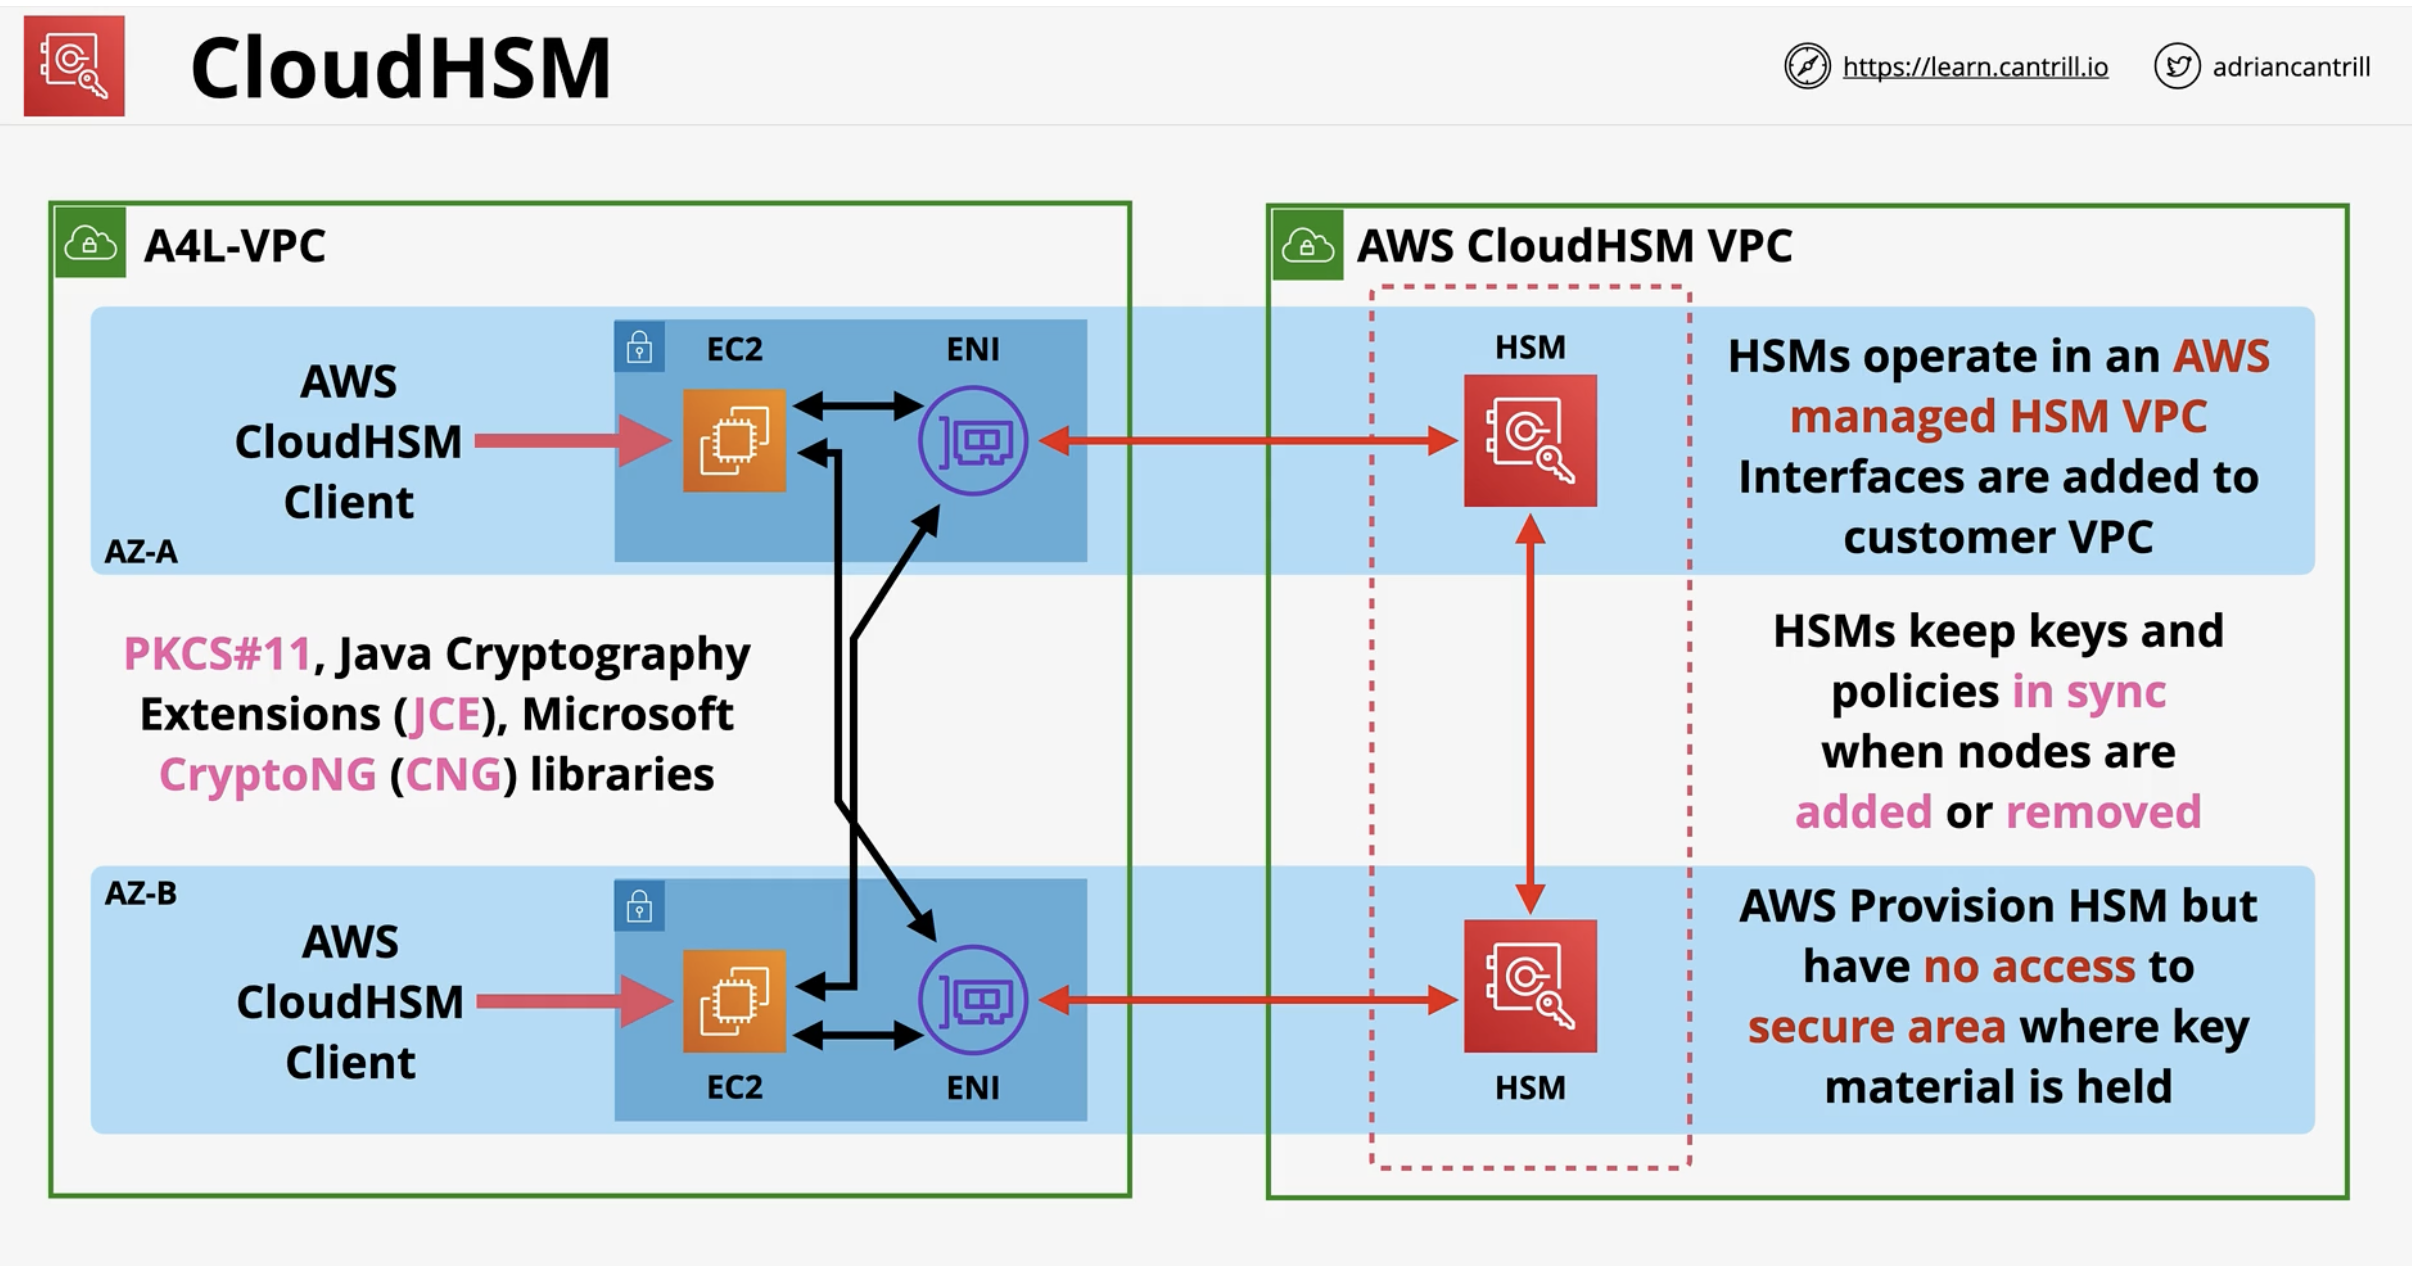 CloudHSM
https://learn.cantrill.io
adriancantrill
A4L-VPC
AWS
CloudHSM
Client
AZ-A
EC2
ENI
PKCS#11, Java Cryptography
Extensions (JCE), Microsoft
CryptoNG (CNG) libraries
AZ-B
AWS
CloudHSM
Client
EC2
ENI
AWS CloudHSM VPC
HSM
HSMs operate in an AWS
managed HSM VPC
Interfaces are added to
customer VPC
HSMs keep keys and
policies in sync
when nodes are
added or removed
HSM
AWS Provision HSM but
have no access to
secure area where key
material is held